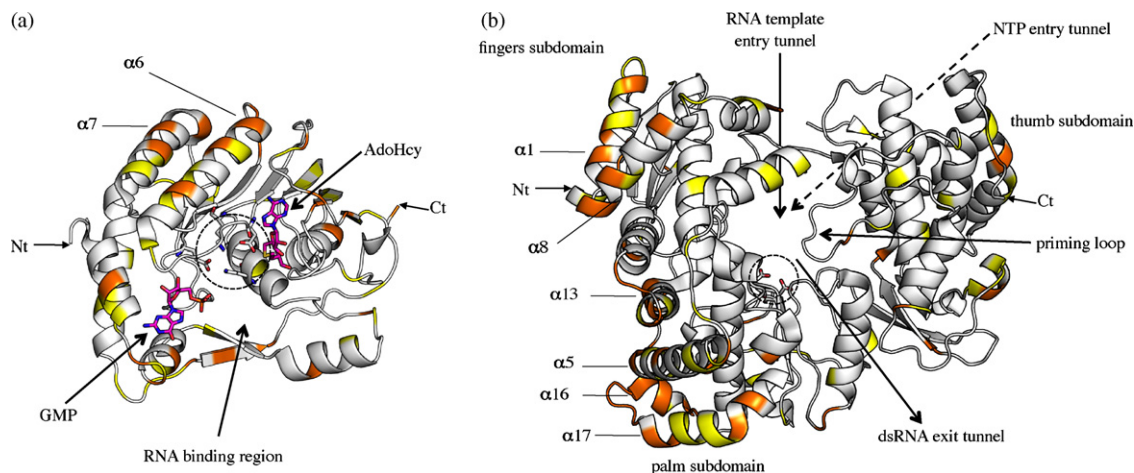 (a)
α6
α7
AdoHcy
Nt
Ct
GMP
RNA binding region
(b)
RNA template
entry tunnel
NTP entry tunnel
fingers subdomain
thumb subdomain
α1
Nt
Ct
α8
priming loop
α13
α5
α16
α17
dsRNA exit tunnel
palm subdomain